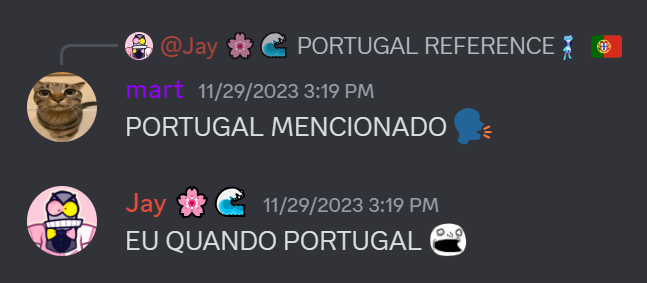 @Jay 🌸 🌊 PORTUGAL REFERENCE 🇵🇹
mart 11/29/2023 3:19 PM
PORTUGAL MENCIONADO 🗣
Jay 🌸 🌊 11/29/2023 3:19 PM
EU QUANDO PORTUGAL